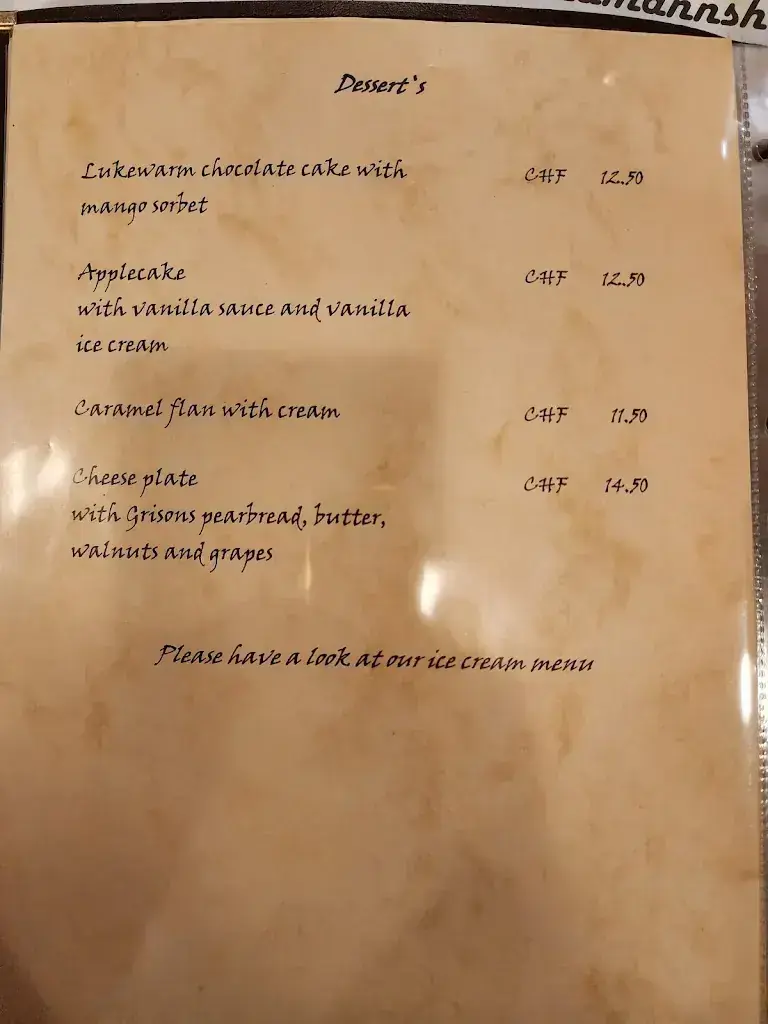 Dessert's
Lukewarm chocolate cake with CHF 12.50
mango sorbet
Applecake CHF 12.50
with vanilla sauce and vanilla
ice cream
Caramel flan with cream CHF 11.50
Cheese plate CHF 14.50
with Grisons pearbread, butter,
walnuts and grapes
Please have a look at our ice cream menu